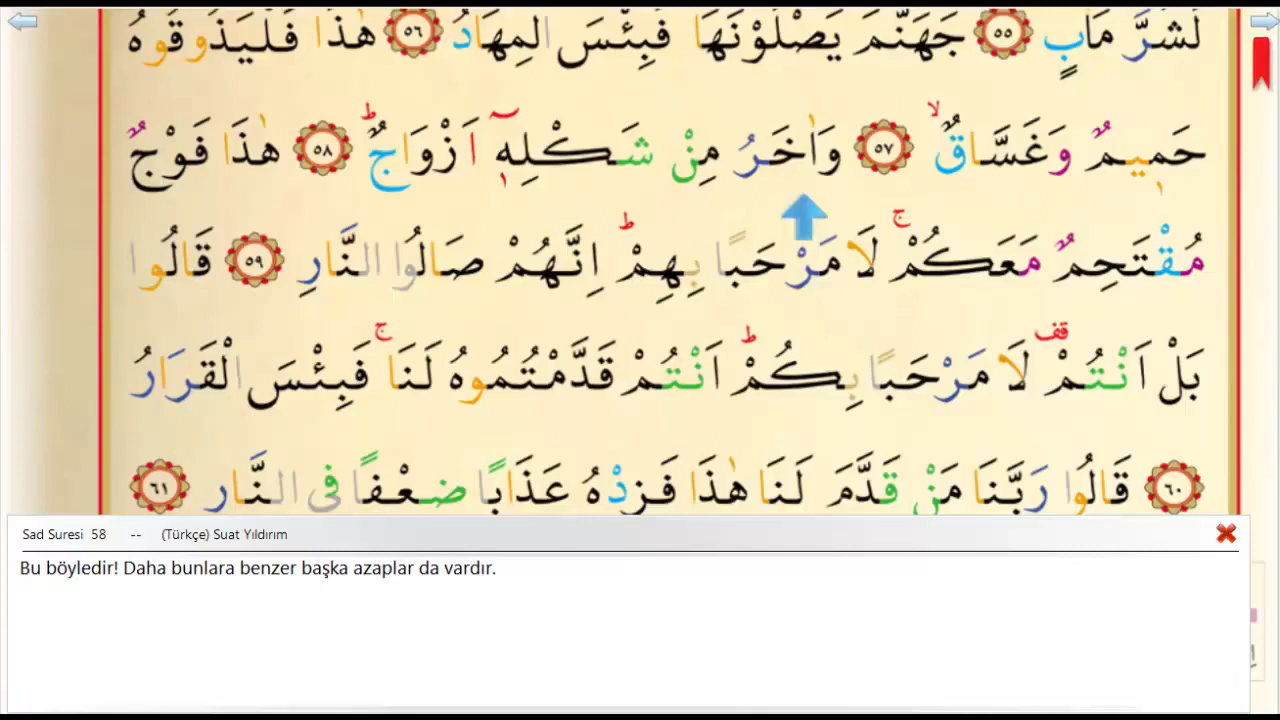 لَشَرَّ مَاٰبٍ ﴿٥٥﴾ جَهَنَّمَ يَصْلَوْنَهَا فَبِئْسَ الْمِهَادُ ﴿٥٦﴾ هٰذَا فَلْيَذُوقُوهُ
حَمٖيمٌ وَغَسَّاقٌۙ ﴿٥٧﴾ وَاٰخَرُ مِنْ شَكْلِهٖٓ اَزْوَاجٌؕ ﴿٥٨﴾ هٰذَا فَوْجٌ
مُقْتَحِمٌ مَعَكُمْۚ لَا مَرْحَبًا بِهِمْؕ اِنَّهُمْ صَالُوا النَّارِ ﴿٥٩﴾ قَالُوا
بَلْ اَنْتُمْ۠ لَا مَرْحَبًا بِكُمْؕ اَنْتُمْ قَدَّمْتُمُوهُ لَنَاۚ فَبِئْسَ الْقَرَارُ
﴿٦٠﴾ قَالُوا رَبَّنَا مَنْ قَدَّمَ لَنَا هٰذَا فَزِدْهُ عَذَابًا ضِعْفًا فِي النَّارِ ﴿٦١﴾
Sad Suresi 58 -- (Türkçe) Suat Yıldırım
Bu böyledir! Daha bunlara benzer başka azaplar da vardır.